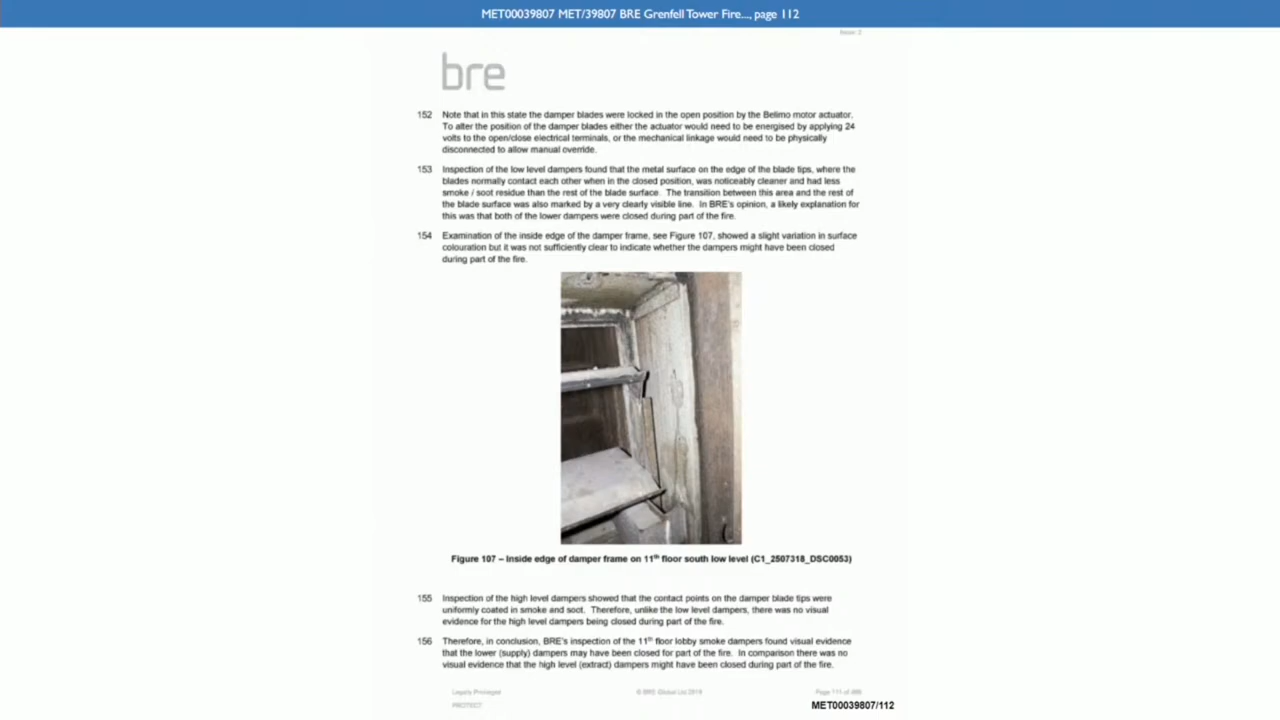 MET00039807 MET/39807 BRE Grenfell Tower Fire..., page 112
bre
152 Note that in this state the damper blades were locked in the open position by the Belimo motor actuator.
To alter the position of the damper blades either the actuator would need to be energised by applying 24
volts to the open/close electrical terminals, or the mechanical linkage would need to be physically
disconnected to allow manual override.
153 Inspection of the low level dampers found that the metal surface on the edge of the blade tips, where the
blades normally contact each other when in the closed position, was noticeably cleaner and had less
smoke / soot residue than the rest of the blade surface. The transition between this area and the rest of
the blade surface was also marked by a very clearly visible line. In BRE's opinion, a likely explanation for
this was that both of the lower dampers were closed during part of the fire.
154 Examination of the inside edge of the damper frame, see Figure 107, showed a slight variation in surface
colouration but it was not sufficiently clear to indicate whether the dampers might have been closed
during part of the fire.
Figure 107 – Inside edge of damper frame on 11th floor south low level (C1_2507318_DSC0053)
155 Inspection of the high level dampers showed that the contact points on the damper blade tips were
uniformly coated in smoke and soot. Therefore, unlike the low level dampers, there was no visual
evidence for the high level dampers being closed during part of the fire.
156 Therefore, in conclusion, BRE's inspection of the 11th floor lobby smoke dampers found visual evidence
that the lower (supply) dampers may have been closed for part of the fire. In comparison there was no
visual evidence that the high level (extract) dampers might have been closed during part of the fire.
Legally Privileged © BRE Global Ltd 2019 Page 111 of
PROTECT MET00039807/112